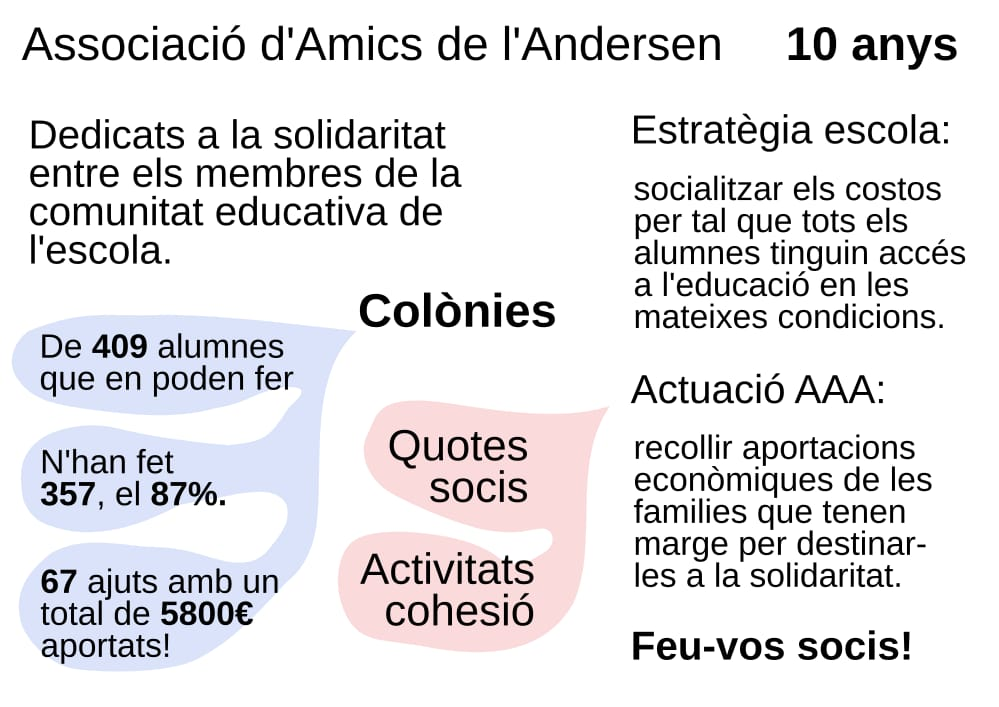 Associació d'Amics de l'Andersen
10 anys
Dedicats a la solidaritat
entre els membres de la
comunitat educativa de
l'escola.
Colònies
De 409 alumnes
que en poden fer
N'han fet
357, el 87%.
67 ajuts amb un
total de 5800€
aportats!
Quotes
socis
Activitats
cohesió
Estratègia escola:
socialitzar els costos
per tal que tots els
alumnes tinguin accés
a l'educació en les
mateixes condicions.
Actuació AAA:
recollir aportacions
econòmiques de les
families que tenen
marge per destinar-
les a la solidaritat.
Feu-vos socis!